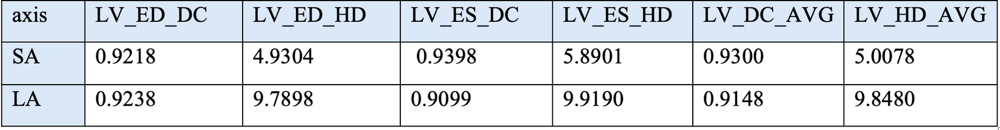 axis LV_ED_DC LV_ED_HD LV_ES_DC LV_ES_HD LV_DC_AVG LV_HD_AVG
SA 0.9218 4.9304 0.9398 5.8901 0.9300 5.0078
LA 0.9238 9.7898 0.9099 9.9190 0.9148 9.8480